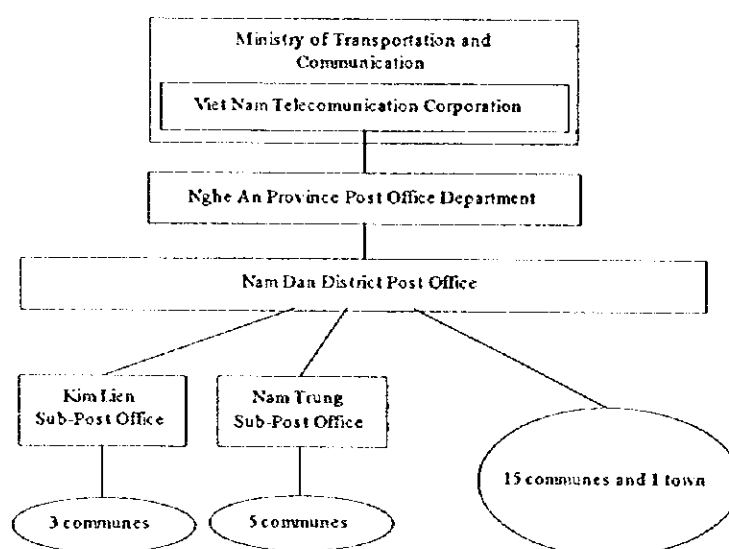 Ministry of Transportation and
Communication
Viet Nam Telecomunication Corporation
Nghe An Province Post Office Department
Nam Dan District Post Office
Kim Lien
Sub-Post Office
Nam Trung
Sub-Post Office
15 communes and 1 town
3 communes
5 communes